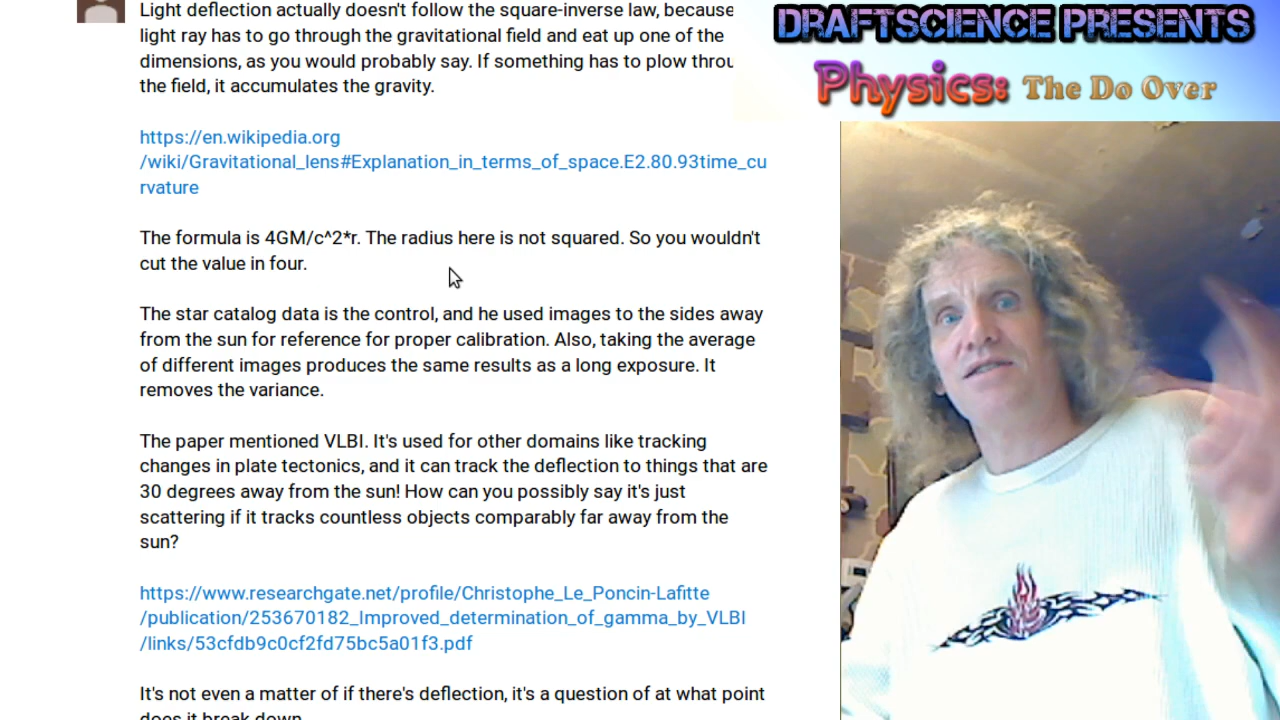 Light deflection actually doesn't follow the square-inverse law, because
light ray has to go through the gravitational field and eat up one of the
dimensions, as you would probably say. If something has to plow throu
the field, it accumulates the gravity.
https://en.wikipedia.org
/wiki/Gravitational_lens#Explanation_in_terms_of_space.E2.80.93time_cu
rvature
The formula is 4GM/c^2*r. The radius here is not squared. So you wouldn't
cut the value in four.
The star catalog data is the control, and he used images to the sides away
from the sun for reference for proper calibration. Also, taking the average
of different images produces the same results as a long exposure. It
removes the variance.
The paper mentioned VLBI. It's used for other domains like tracking
changes in plate tectonics, and it can track the deflection to things that are
30 degrees away from the sun! How can you possibly say it's just
scattering if it tracks countless objects comparably far away from the
sun?
https://www.researchgate.net/profile/Christophe_Le_Poncin-Lafitte
/publication/253670182_Improved_determination_of_gamma_by_VLBI
/links/53cfdb9c0cf2fd75bc5a01f3.pdf
It's not even a matter of if there's deflection, it's a question of at what point
does it break down
DRAFTSCIENCE PRESENTS
Physics: The Do Over